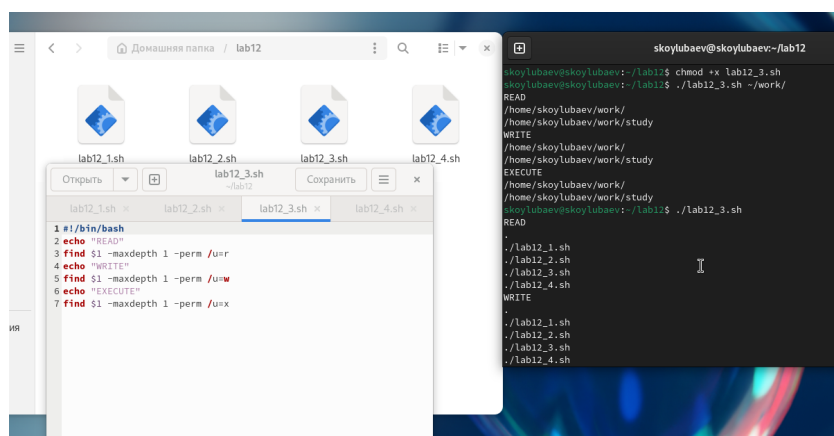 Домашняя папка / lab12
lab12_1.sh
lab12_2.sh
lab12_3.sh
lab12_4.sh
ия
Открыть
lab12_3.sh
~/lab12
Сохранить
lab12_1.sh ×
lab12_2.sh ×
lab12_3.sh ×
lab12_4.sh ×
1 #!/bin/bash
2 echo "READ"
3 find $1 -maxdepth 1 -perm /u=r
4 echo "WRITE"
5 find $1 -maxdepth 1 -perm /u=w
6 echo "EXECUTE"
7 find $1 -maxdepth 1 -perm /u=x
skoylubaev@skoylubaev:~/lab12
skoylubaev@skoylubaev:~/lab12$ chmod +x lab12_3.sh
skoylubaev@skoylubaev:~/lab12$ ./lab12_3.sh ~/work/
READ
/home/skoylubaev/work/
/home/skoylubaev/work/study
WRITE
/home/skoylubaev/work/
/home/skoylubaev/work/study
EXECUTE
/home/skoylubaev/work/
/home/skoylubaev/work/study
skoylubaev@skoylubaev:~/lab12$ ./lab12_3.sh
READ
.
./lab12_1.sh
./lab12_2.sh
./lab12_3.sh
./lab12_4.sh
WRITE
.
./lab12_1.sh
./lab12_2.sh
./lab12_3.sh
./lab12_4.sh